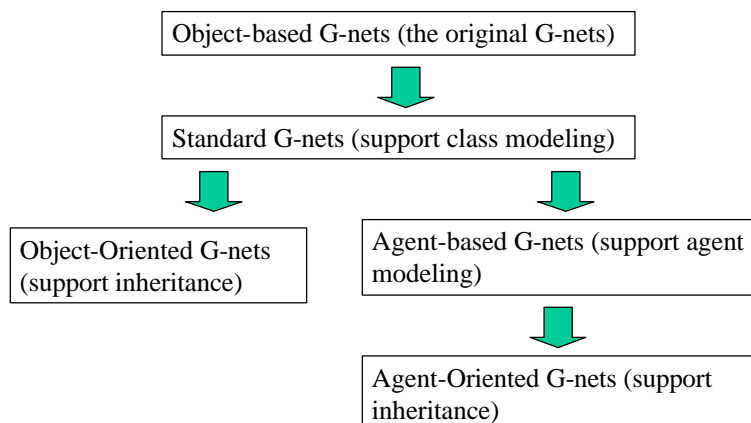 Object-based G-nets (the original G-nets)
Standard G-nets (support class modeling)
Object-Oriented G-nets
(support inheritance)
Agent-based G-nets (support agent
modeling)
Agent-Oriented G-nets (support
inheritance)